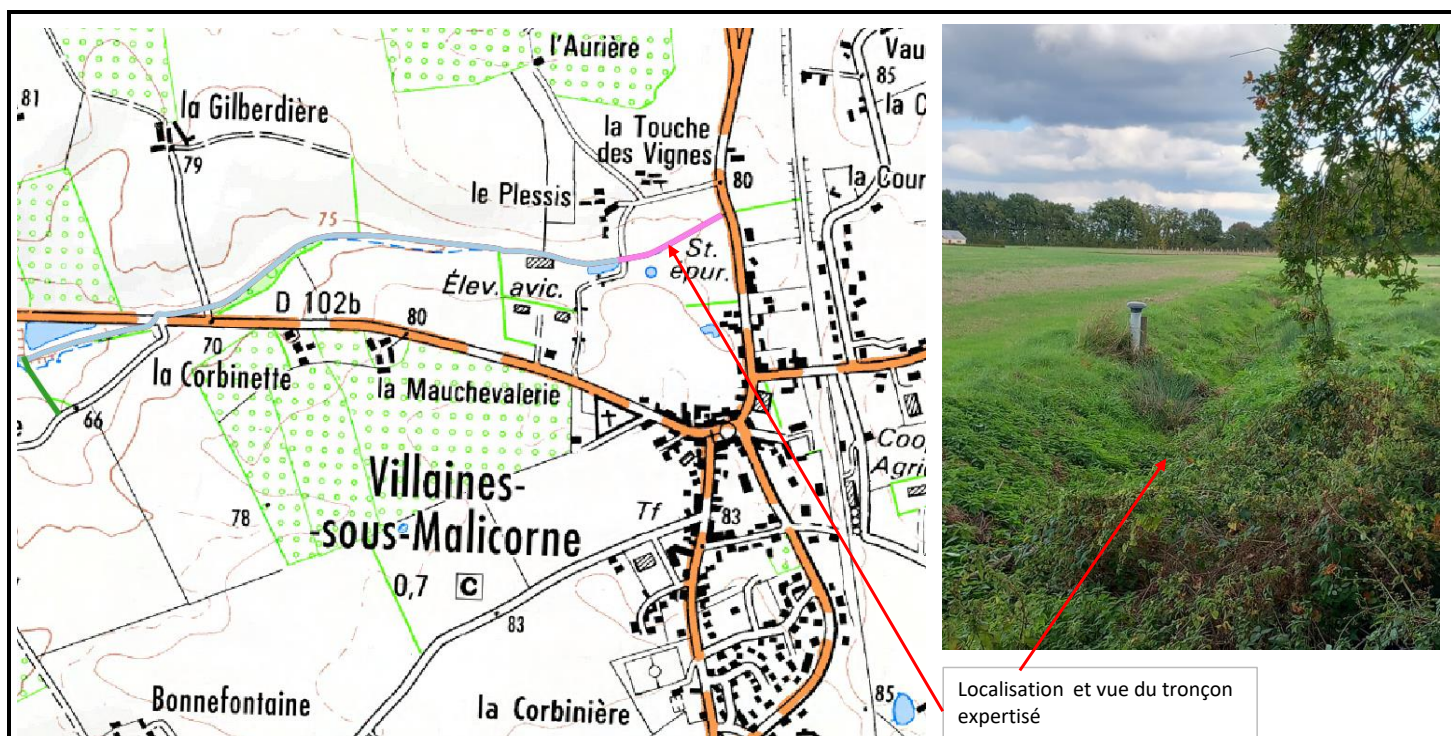 l'Aurière
Vau
85
la C
81
la Gilberdière
79
la Touche
des Vignes
80
la Cour
le Plessis
75
St.
épur.
Élev. avic.
D 102b
80
70
la Corbinette
la Mauchevalerie
66
e
Coop
Agri
Villaines-
-sous-Malicorne
78
Tf
83
0,7 C
83
Bonnefontaine
la Corbinière
85
Localisation et vue du tronçon
expertisé